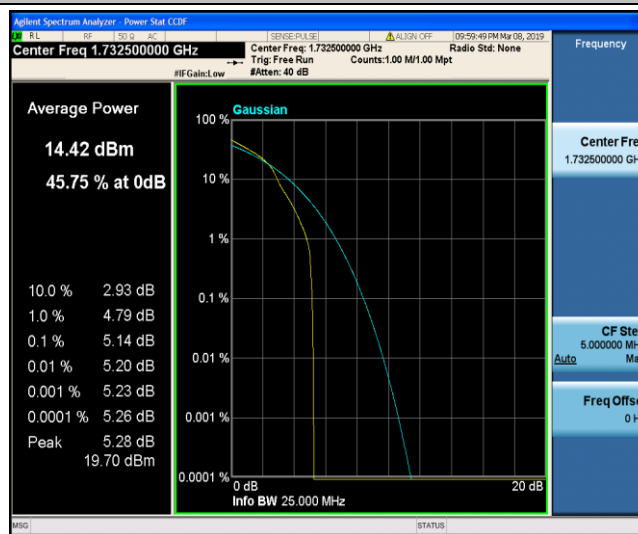 Agilent Spectrum Analyzer - Power Stat CCDF
RL RF 50 Ω AC SENSE:PULSE ALIGN OFF 09:59:49 PM Mar 08, 2019
Center Freq 1.732500000 GHz
Center Freq: 1.732500000 GHz Radio Std: None
Trig: Free Run Counts:1.00 M/1.00 Mpt
#IFGain:Low #Atten: 40 dB
Frequency
Average Power
14.42 dBm
45.75 % at 0dB
10.0 % 2.93 dB
1.0 % 4.79 dB
0.1 % 5.14 dB
0.01 % 5.20 dB
0.001 % 5.23 dB
0.0001 % 5.26 dB
Peak 5.28 dB
19.70 dBm
Gaussian
100 %
10 %
1 %
0.1 %
0.01 %
0.001 %
0.0001 %
0 dB 20 dB
Info BW 25.000 MHz
Center Fre
1.732500000 GH
CF Ste
5.000000 MH
Auto Ma
Freq Offse
0 H
MSG STATUS